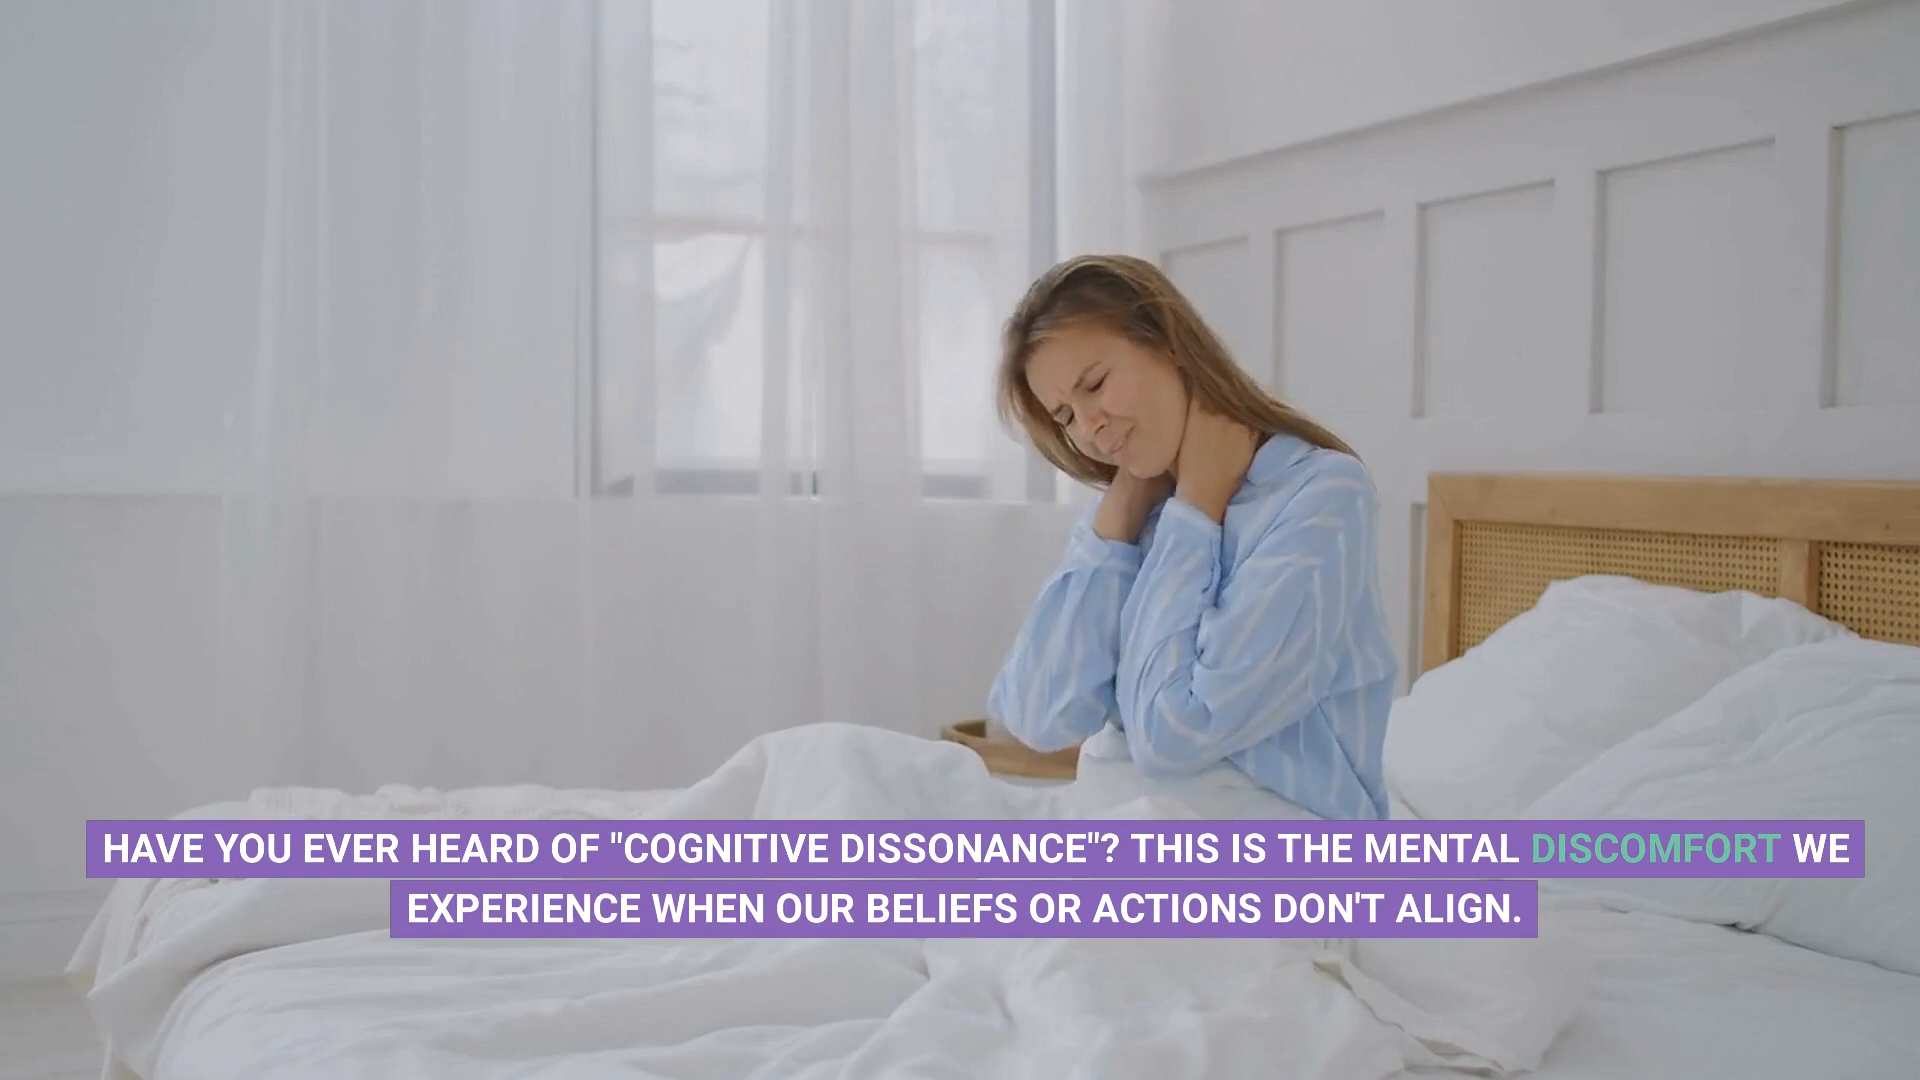 HAVE YOU EVER HEARD OF "COGNITIVE DISSONANCE"? THIS IS THE MENTAL DISCOMFORT WE
EXPERIENCE WHEN OUR BELIEFS OR ACTIONS DON'T ALIGN.